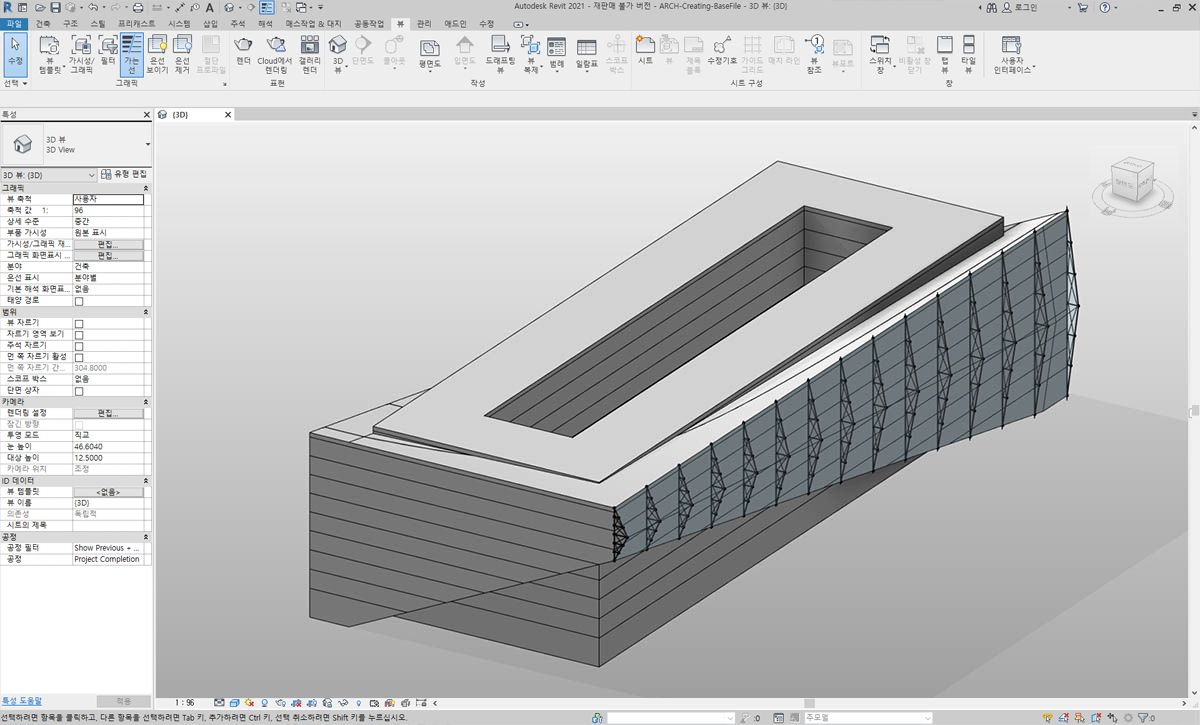 Autodesk Revit 2021 - 재판매 불가 버전 - ARCH-Creating-BaseFile - 3D 뷰: {3D}
로그인
파일 건축 구조 스틸 프리캐스트 시스템 삽입 주석 해석 매스작업 & 대지 공동작업 뷰 관리 애드인 수정
수정
뷰 템플릿
가시성/ 그래픽
필터
가는 선
은선 보이기
은선 제거
절단 프로파일
렌더
Cloud에서 렌더링
갤러리 렌더
3D 뷰
단면도
콜아웃
평면도
입면도
드래프팅 뷰
뷰 복제
범례
일람표
스코프 박스
시트
뷰
제목 블록
수정기호
가이드 그리드
매치 라인
뷰 참조
뷰포트
스위치 창
비활성 창 닫기
탭 뷰
타일 뷰
사용자 인터페이스
선택
그래픽
표현
작성
시트 구성
창
특성
{3D}
3D 뷰
3D View
3D 뷰: {3D}
유형 편집
그래픽
뷰 축척 사용자
축척 값 1: 96
상세 수준 중간
부품 가시성 원본 표시
가시성/그래픽 재... 편집...
그래픽 화면표시 ... 편집...
분야 건축
은선 표시 분야별
기본 해석 화면표... 없음
태양 경로
범위
뷰 자르기
자르기 영역 보기
주석 자르기
먼 쪽 자르기 활성
먼 쪽 자르기 간... 304.8000
스코프 박스 없음
단면 상자
카메라
렌더링 설정 편집...
잠긴 방향
투영 모드 직교
눈 높이 46.6040
대상 높이 12.5000
카메라 위치 조정
ID 데이터
뷰 템플릿 <없음>
뷰 이름 {3D}
의존성 독립적
시트의 제목
공정
공정 필터 Show Previous + ...
공정 Project Completion
특성 도움말
적용
1 : 96
선택하려면 항목을 클릭하고, 다른 항목을 선택하려면 Tab 키, 추가하려면 Ctrl 키, 선택 취소하려면 Shift 키를 누르십시오.
:0
주모델
:0